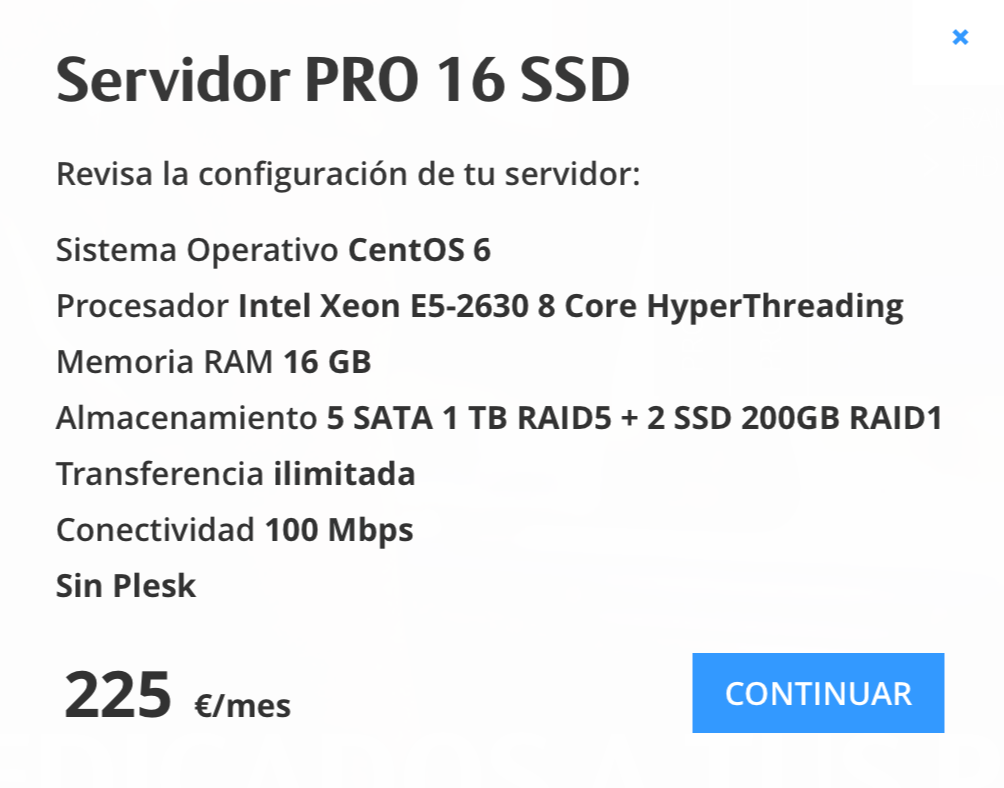 Servidor PRO 16 SSD
Revisa la configuración de tu servidor:
Sistema Operativo CentOS 6
Procesador Intel Xeon E5-2630 8 Core HyperThreading
Memoria RAM 16 GB
Almacenamiento 5 SATA 1 TB RAID5 + 2 SSD 200GB RAID1
Transferencia ilimitada
Conectividad 100 Mbps
Sin Plesk
225 €/mes
CONTINUAR